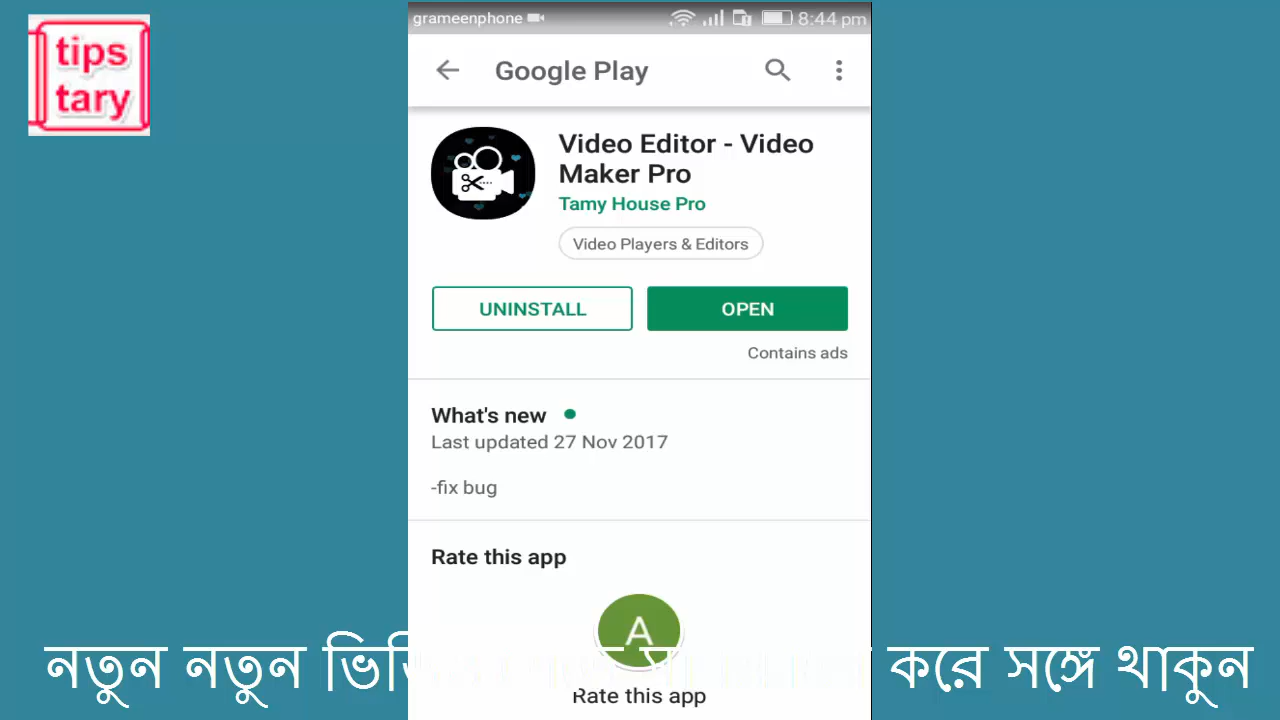 tips
tary
grameenphone
8:44 pm
Google Play
Video Editor - Video
Maker Pro
Tamy House Pro
Video Players & Editors
UNINSTALL
OPEN
Contains ads
What's new
Last updated 27 Nov 2017
-fix bug
Rate this app
A
নতুন নতুন করে সঙ্গে থাকুন
Rate this app